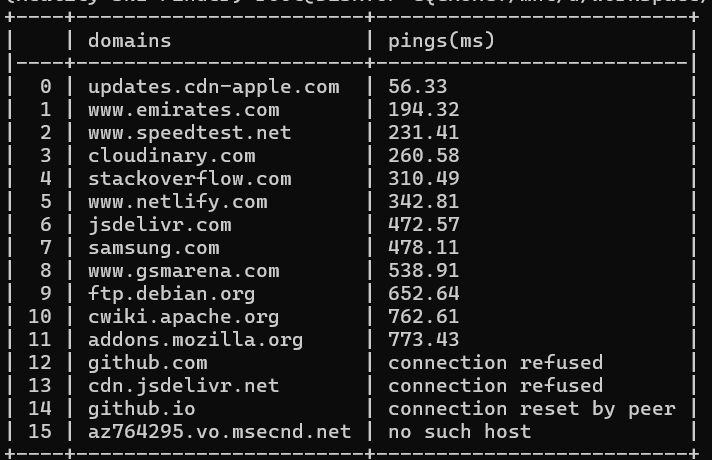 domains pings(ms)
0 updates.cdn-apple.com 56.33
1 www.emirates.com 194.32
2 www.speedtest.net 231.41
3 cloudinary.com 260.58
4 stackoverflow.com 310.49
5 www.netlify.com 342.81
6 jsdelivr.com 472.57
7 samsung.com 478.11
8 www.gsmarena.com 538.91
9 ftp.debian.org 652.64
10 cwiki.apache.org 762.61
11 addons.mozilla.org 773.43
12 github.com connection refused
13 cdn.jsdelivr.net connection refused
14 github.io connection reset by peer
15 az764295.vo.msecnd.net no such host